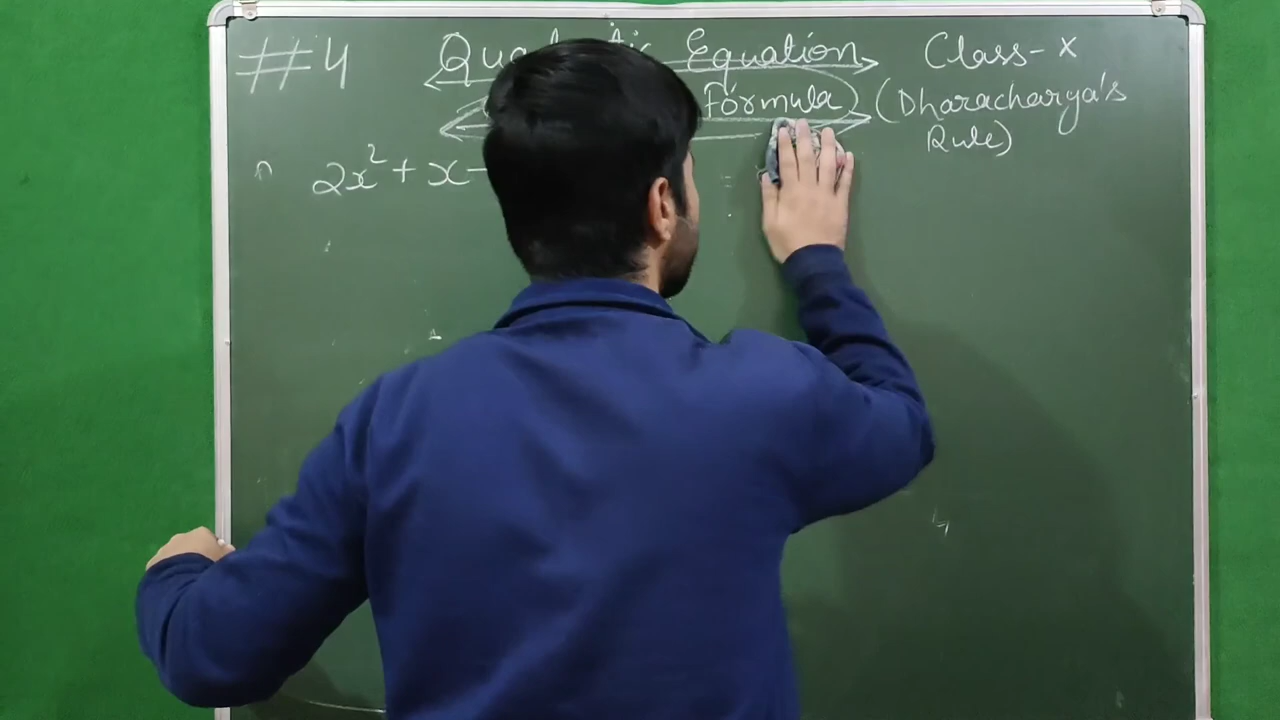 #4 Equation Class-X
Formula) (Dharacharya's
Rule)
2x² + x -